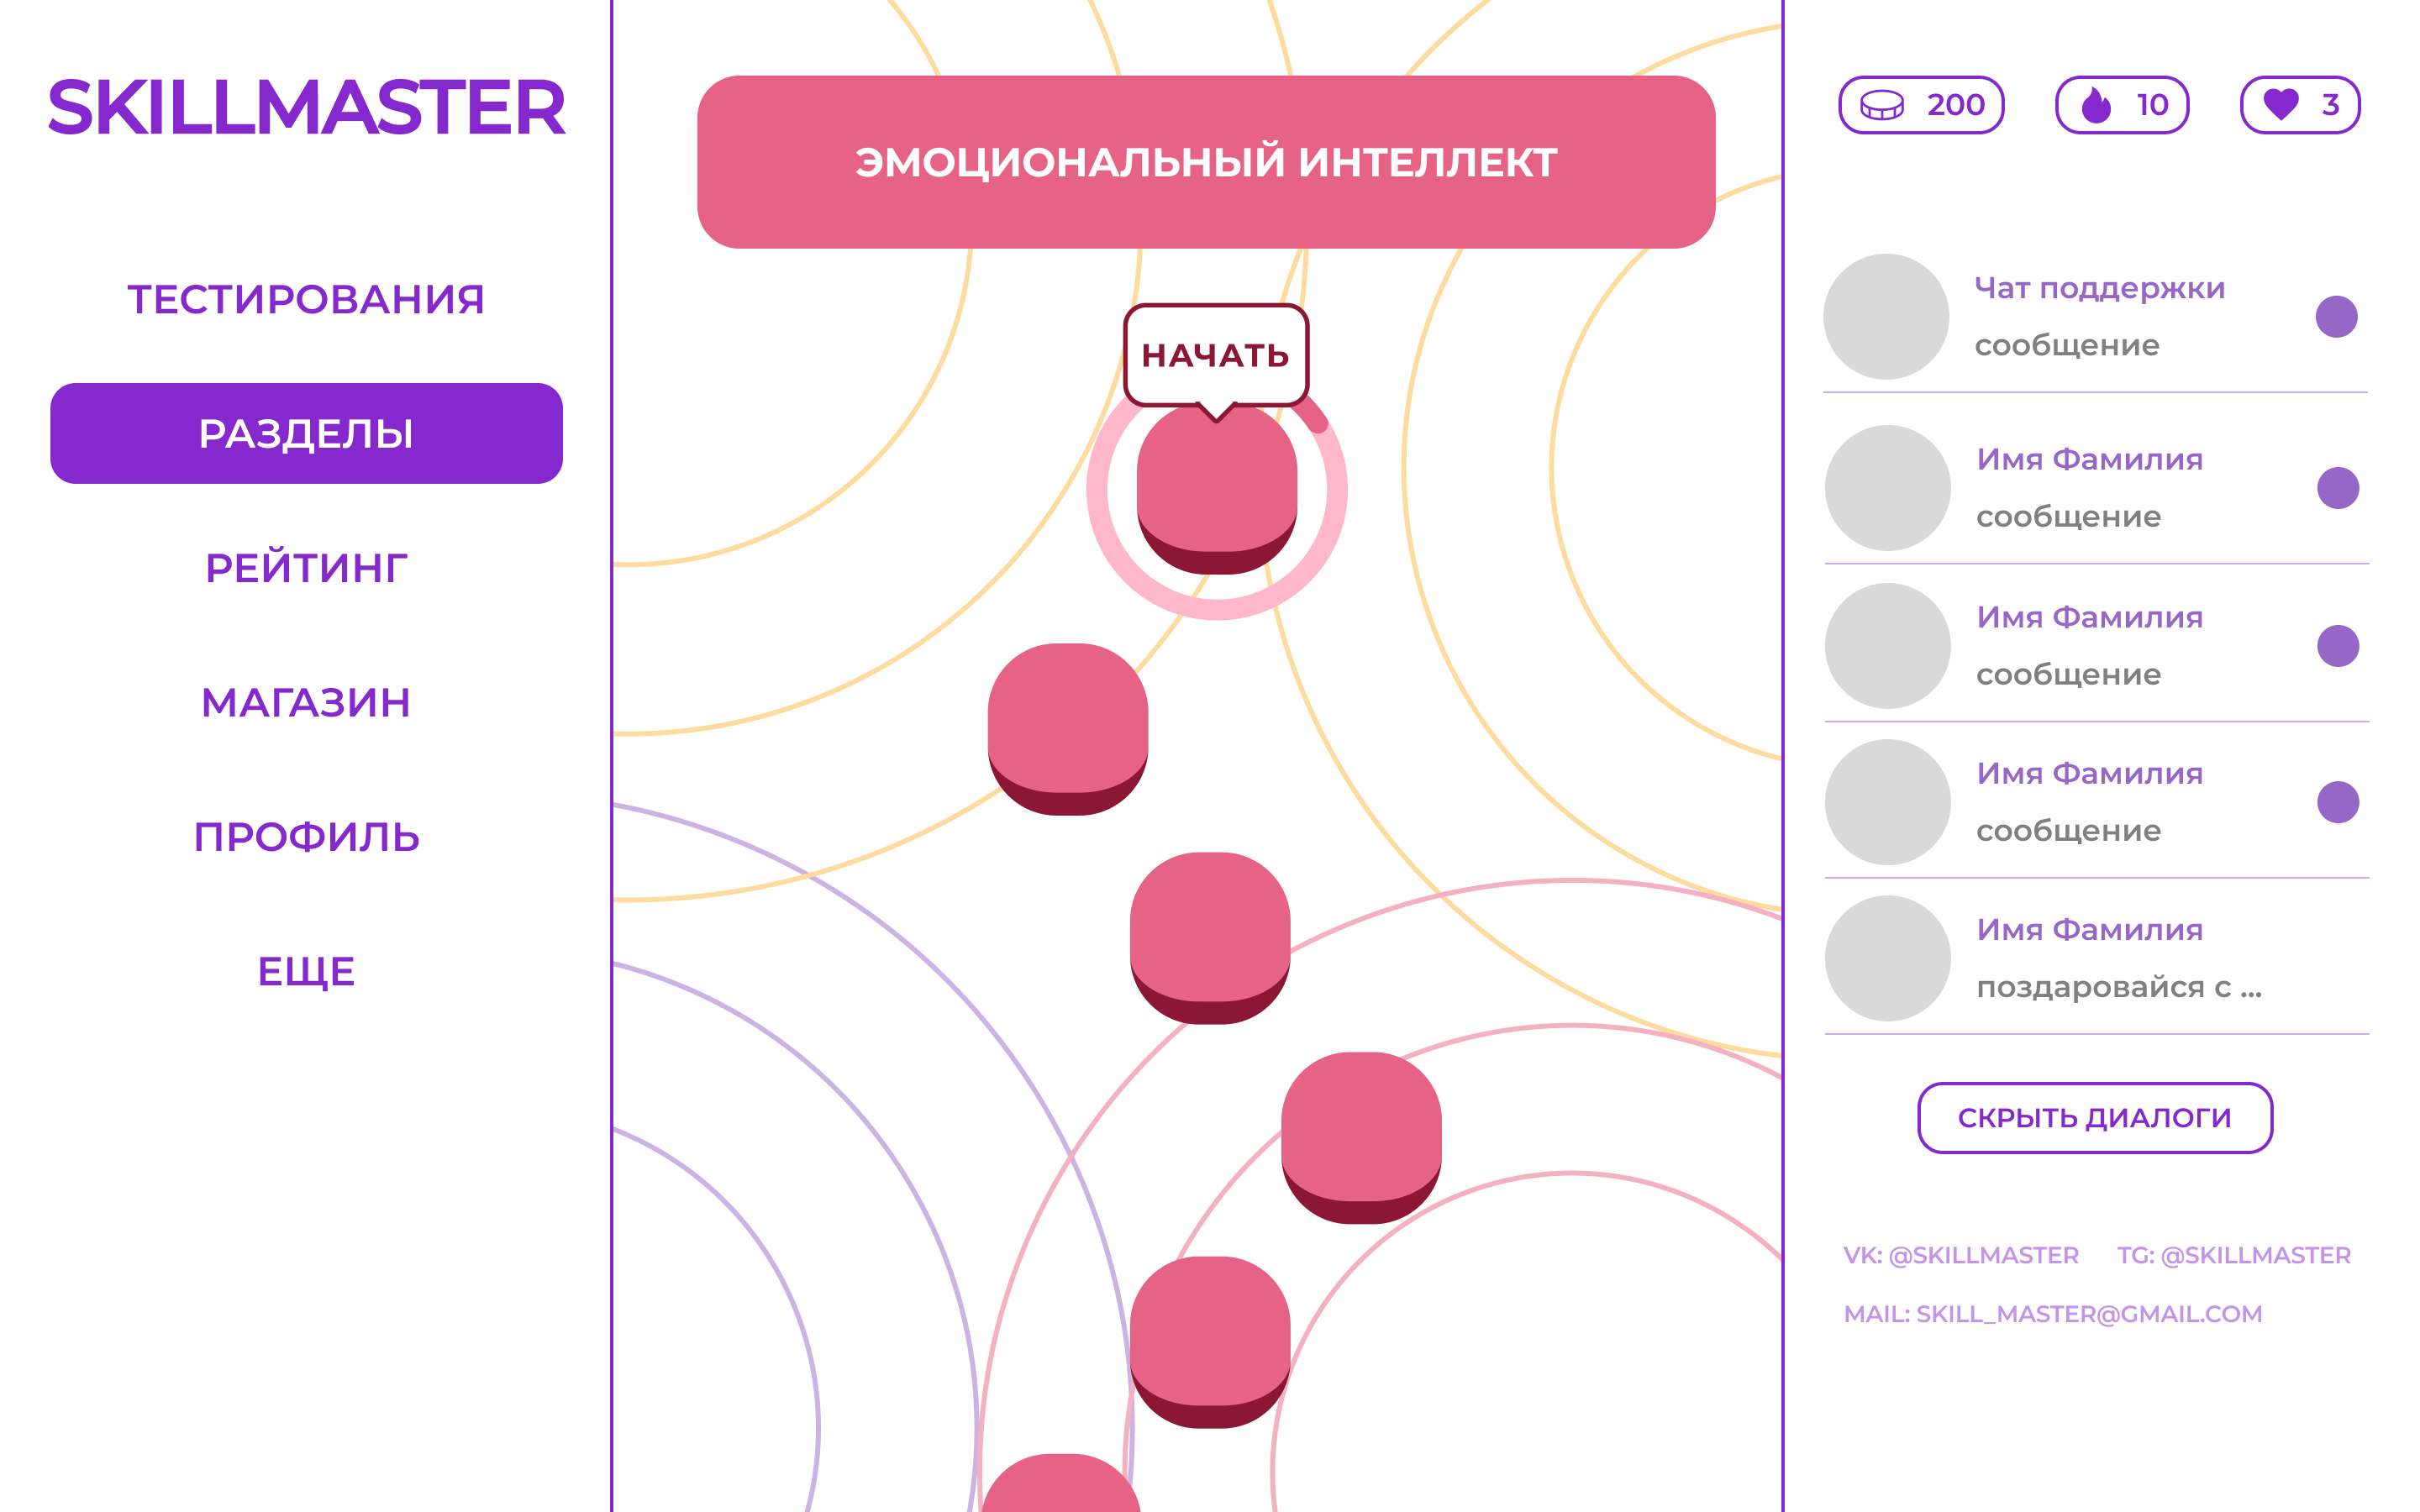 SKILLMASTER
ТЕСТИРОВАНИЯ
РАЗДЕЛЫ
РЕЙТИНГ
МАГАЗИН
ПРОФИЛЬ
ЕЩЕ
ЭМОЦИОНАЛЬНЫЙ ИНТЕЛЛЕКТ
НАЧАТЬ
200
10
3
Чат поддержки
сообщение
Имя Фамилия
сообщение
Имя Фамилия
сообщение
Имя Фамилия
сообщение
Имя Фамилия
поздаровайся с ...
СКРЫТЬ ДИАЛОГИ
VK: @SKILLMASTER TG: @SKILLMASTER
MAIL: SKILL_MASTER@GMAIL.COM